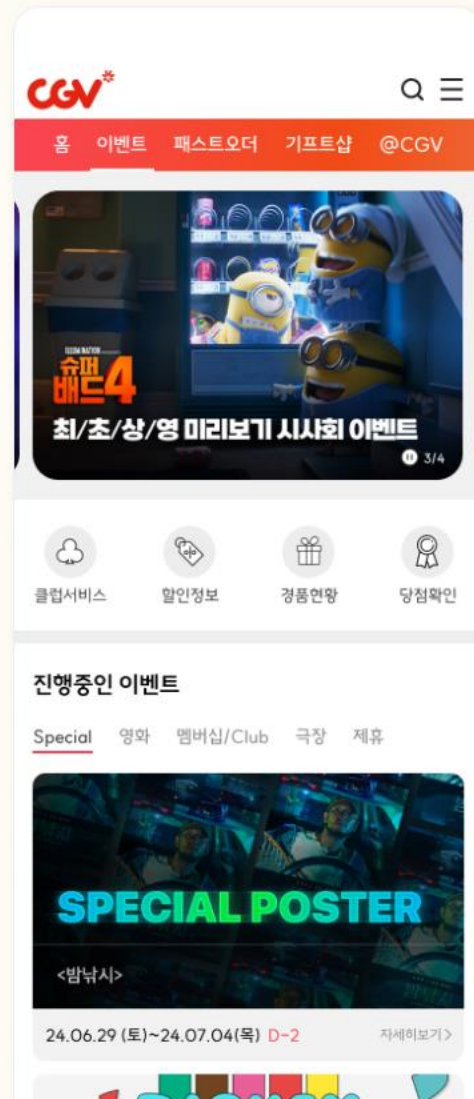 CGV
홈 이벤트 패스트오더 기프트샵 @CGV
ILLUMINATION
슈퍼
배드4
최/초/상/영 미리보기 시사회 이벤트
3/4
클럽서비스 할인정보 경품현황 당첨확인
진행중인 이벤트
Special 영화 멤버십/Club 극장 제휴
SPECIAL POSTER
<밤낚시>
24.06.29 (토)~24.07.04(목) D-2 자세히보기>